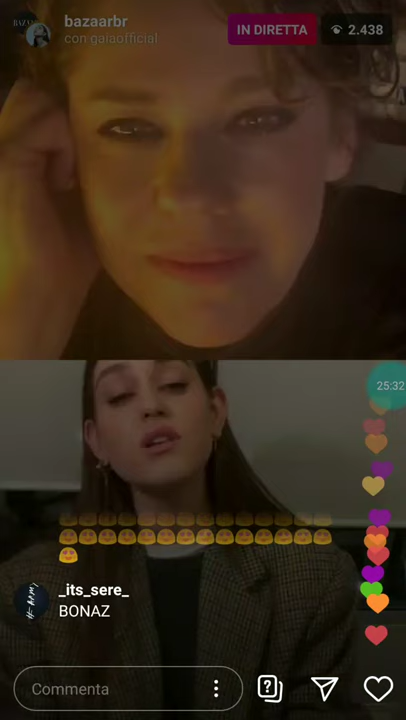 bazaarbr
con gaiaofficial
IN DIRETTA
2.438
25:32
_its_sere_
BONAZ
Commenta